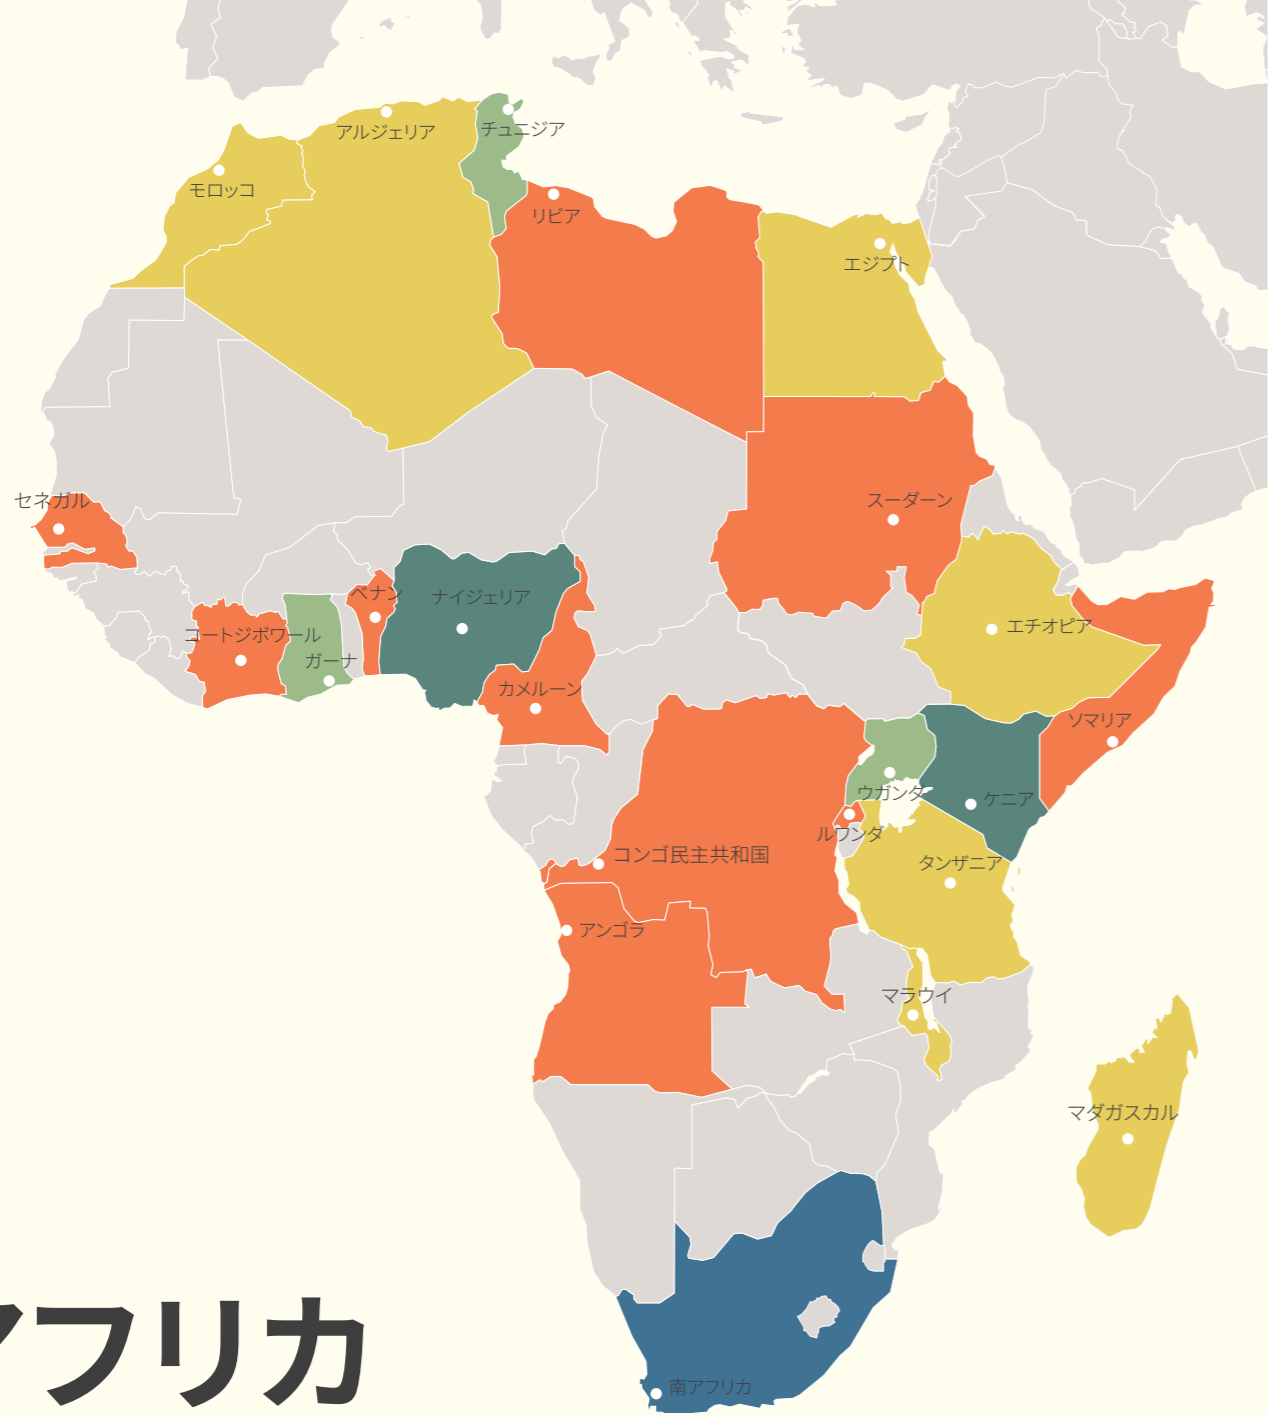 アルジェリア
チュニジア
モロッコ
リビア
エジプト
セネガル
スーダーン
ベナン
ナイジェリア
コートジボワール
ガーナ
エチオピア
カメルーン
ソマリア
ウガンダ
ケニア
ルワンダ
コンゴ民主共和国
タンザニア
アンゴラ
マラウイ
マダガスカル
アフリカ
南アフリカ